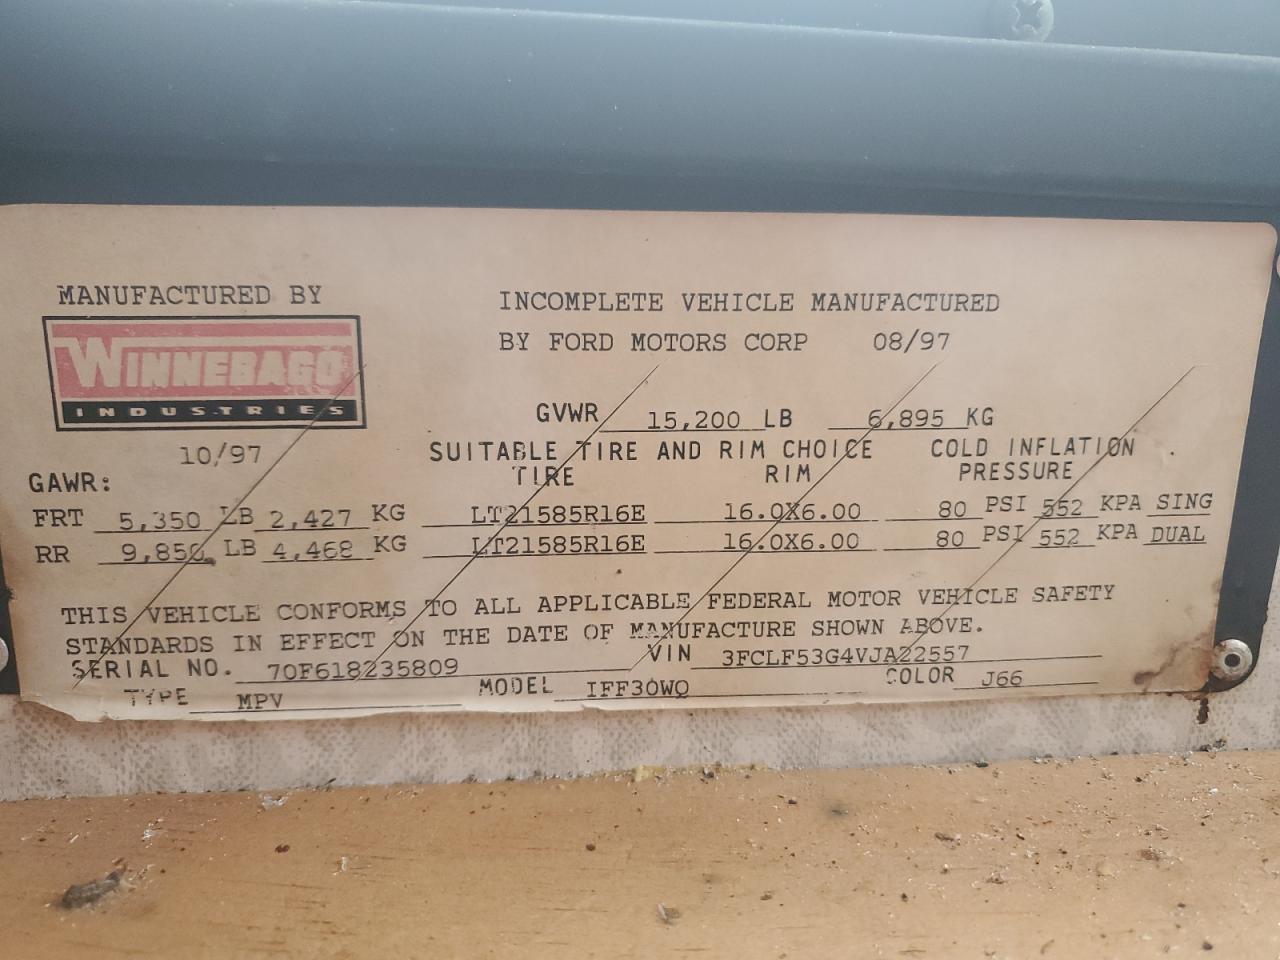 MANUFACTURED BY
WINNEBAGO
INDUSTRIES
10/97
INCOMPLETE VEHICLE MANUFACTURED
BY FORD MOTORS CORP 08/97
GVWR 15,200 LB 6,895 KG
SUITABLE TIRE AND RIM CHOICE COLD INFLATION
TIRE RIM PRESSURE
GAWR:
FRT 5,350 LB 2,427 KG LT21585R16E 16.0X6.00 80 PSI 552 KPA SING
RR 9,850 LB 4,468 KG LT21585R16E 16.0X6.00 80 PSI 552 KPA DUAL
THIS VEHICLE CONFORMS TO ALL APPLICABLE FEDERAL MOTOR VEHICLE SAFETY
STANDARDS IN EFFECT ON THE DATE OF MANUFACTURE SHOWN ABOVE.
SERIAL NO. 70F618235809 VIN 3FCLF53G4VJA22557
TYPE MPV MODEL IFF30WQ COLOR J66